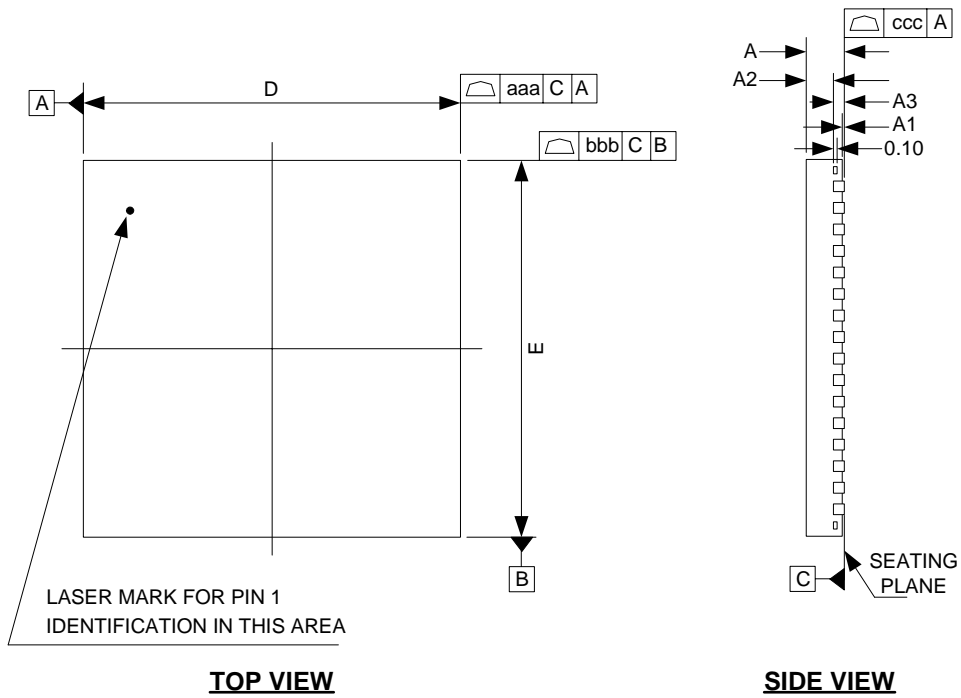 ccc A
A
D
A2
aaa C A
A
A3
A1
bbb C B
0.10
E
SEATING
PLANE
C
B
LASER MARK FOR PIN 1
IDENTIFICATION IN THIS AREA
TOP VIEW
SIDE VIEW